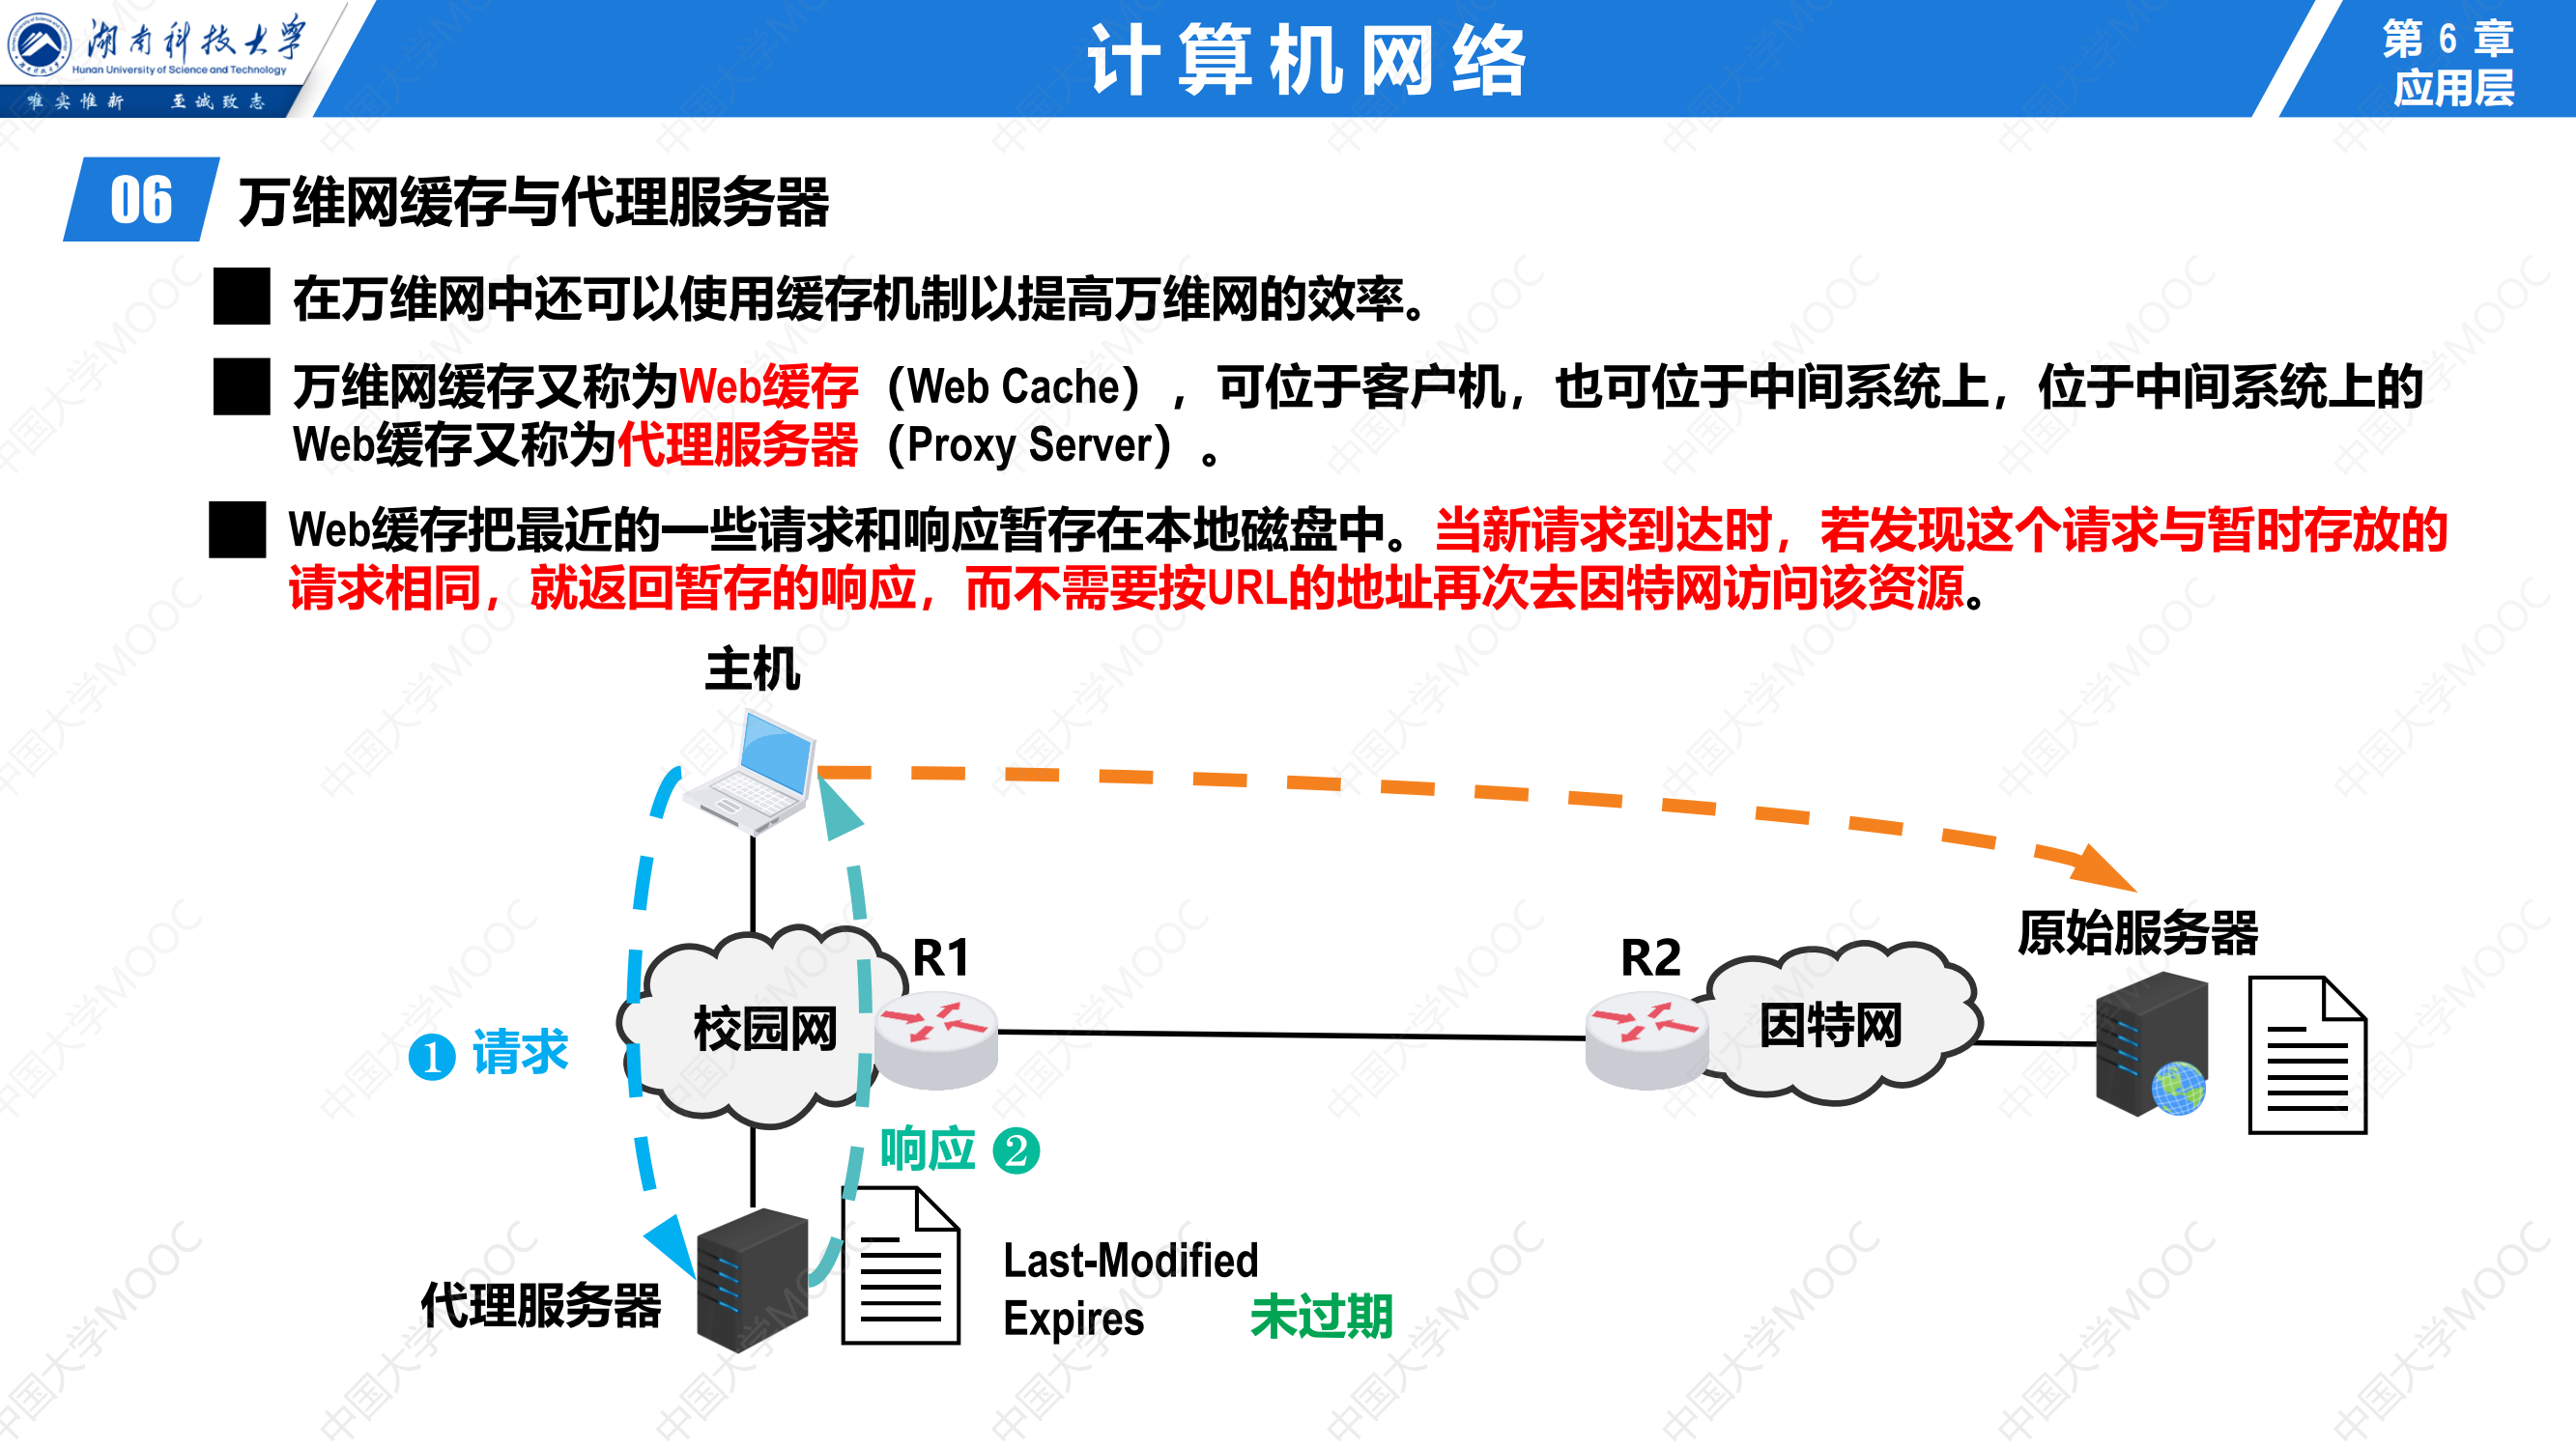 湖南科技大学
Hunan University of Science and Technology
唯实惟新 至诚致志
计算机网络
第 6 章
应用层
06 万维网缓存与代理服务器
在万维网中还可以使用缓存机制以提高万维网的效率。
万维网缓存又称为Web缓存（Web Cache），可位于客户机，也可位于中间系统上，位于中间系统上的
Web缓存又称为代理服务器（Proxy Server）。
Web缓存把最近的一些请求和响应暂存在本地磁盘中。当新请求到达时，若发现这个请求与暂时存放的
请求相同，就返回暂存的响应，而不需要按URL的地址再次去因特网访问该资源。
主机
原始服务器
R1
R2
校园网
因特网
❶ 请求
响应 ❷
代理服务器
Last-Modified
Expires 未过期
中国大学MOOC